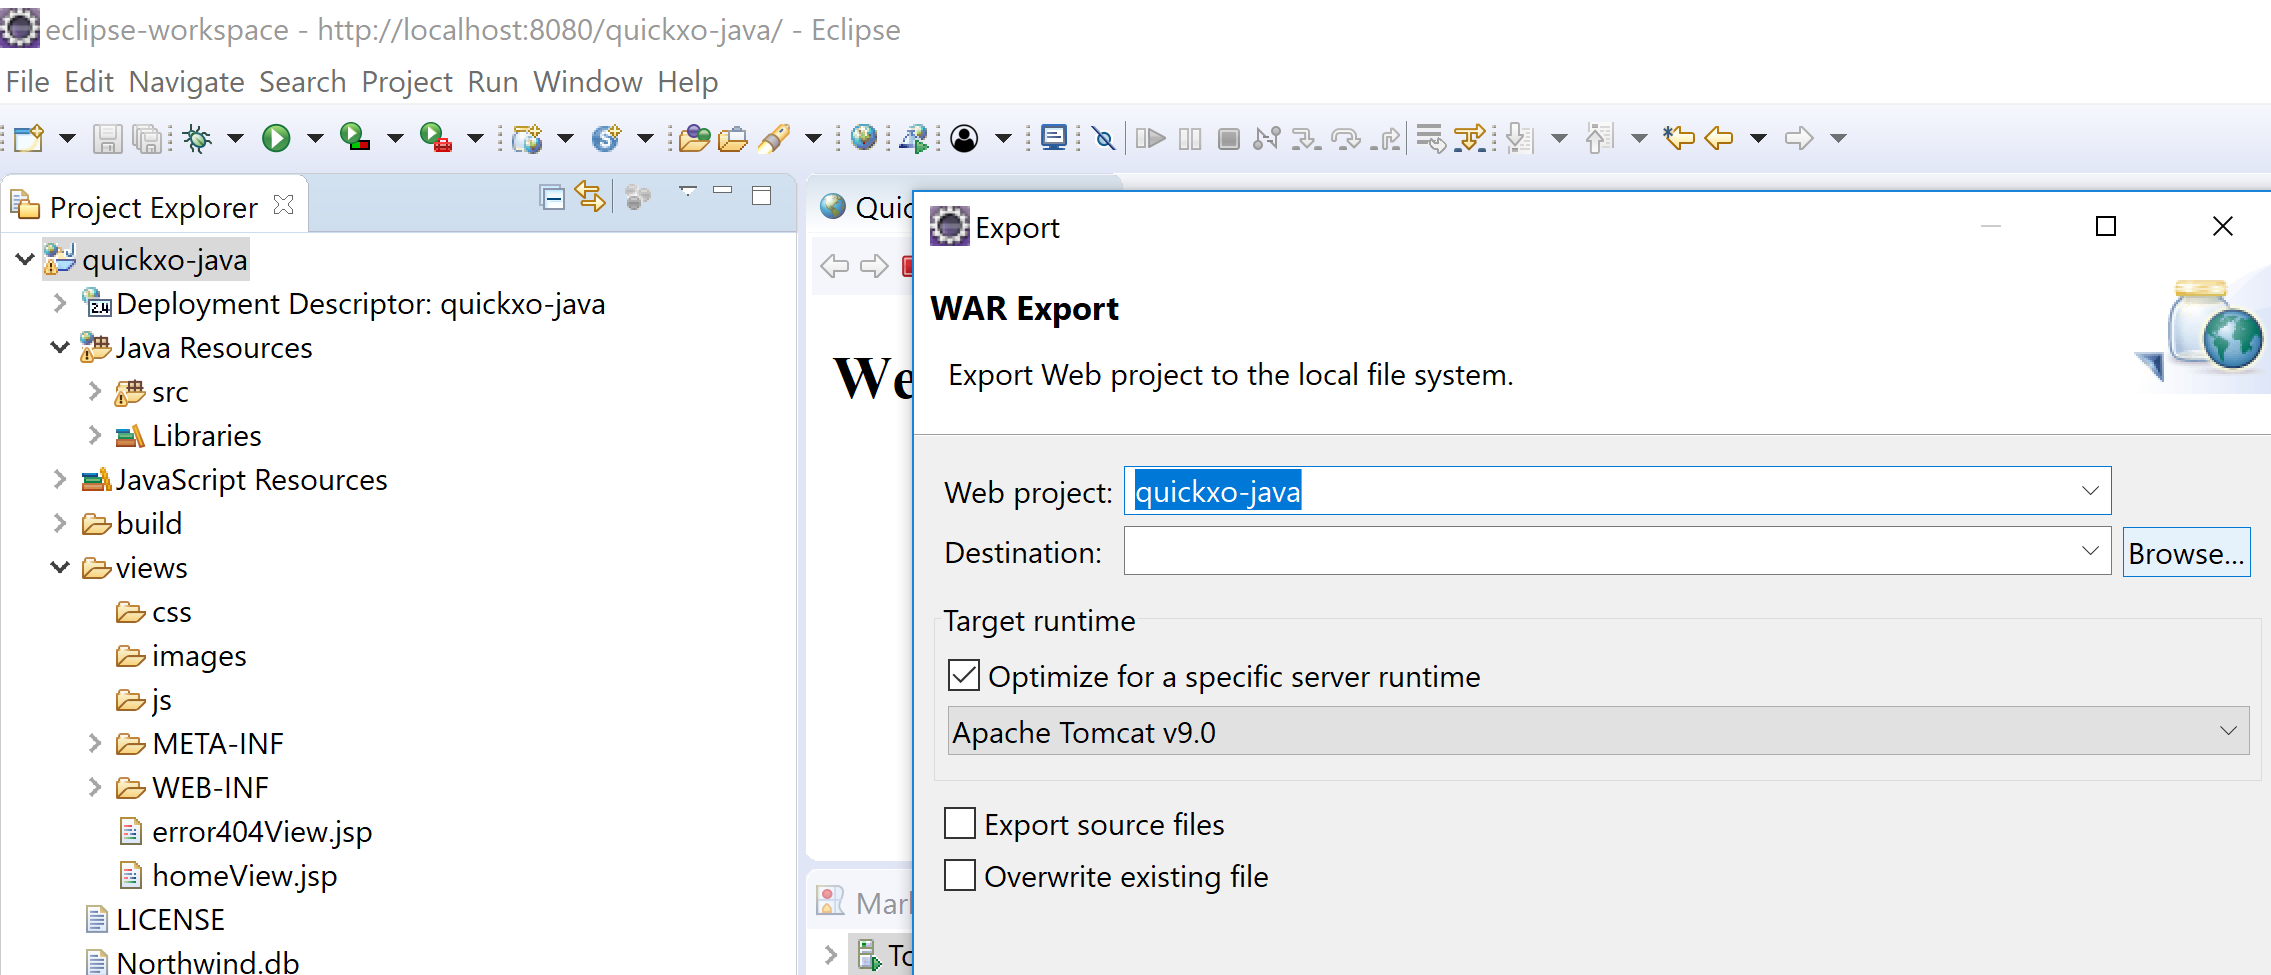 eclipse-workspace - http://localhost:8080/quickxo-java/ - Eclipse
File Edit Navigate Search Project Run Window Help
Project Explorer
quickxo-java
Deployment Descriptor: quickxo-java
2.4
Java Resources
src
Libraries
JavaScript Resources
build
views
css
images
js
META-INF
WEB-INF
error404View.jsp
homeView.jsp
LICENSE
Northwind.db
Quic
We
Mar
To
Export
WAR Export
Export Web project to the local file system.
Web project: quickxo-java
Destination: Browse...
Target runtime
Optimize for a specific server runtime
Apache Tomcat v9.0
Export source files
Overwrite existing file